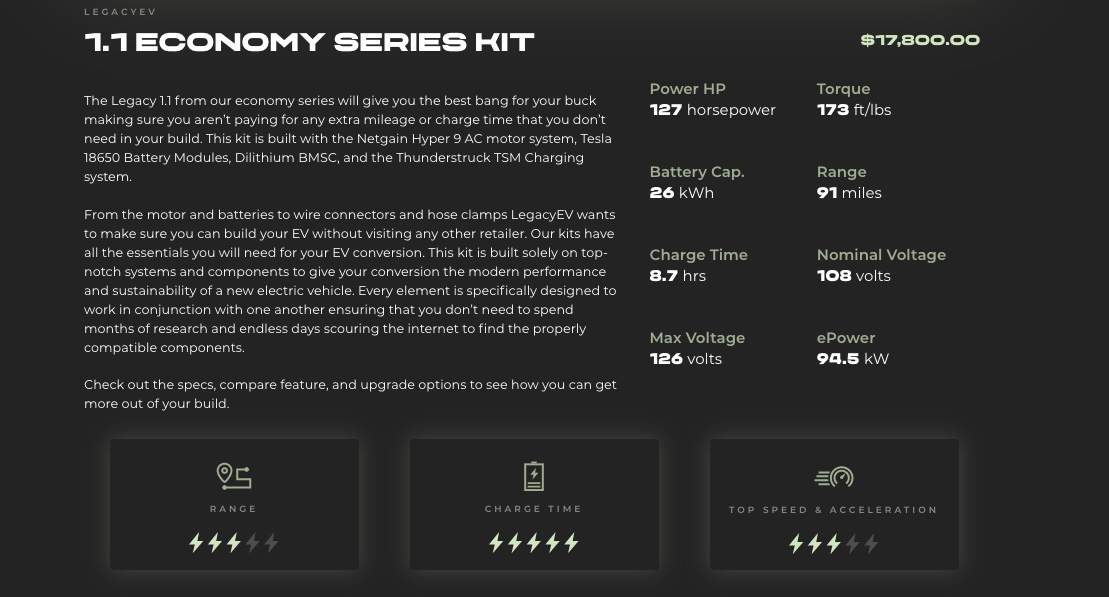 LEGACYEV
1.1 ECONOMY SERIES KIT
$17,800.00
The Legacy 1.1 from our economy series will give you the best bang for your buck
making sure you aren't paying for any extra mileage or charge time that you don't
need in your build. This kit is built with the Netgain Hyper 9 AC motor system, Tesla
18650 Battery Modules, Dilithium BMSC, and the Thunderstruck TSM Charging
system.
From the motor and batteries to wire connectors and hose clamps LegacyEV wants
to make sure you can build your EV without visiting any other retailer. Our kits have
all the essentials you will need for your EV conversion. This kit is built solely on top-
notch systems and components to give your conversion the modern performance
and sustainability of a new electric vehicle. Every element is specifically designed to
work in conjunction with one another ensuring that you don't need to spend
months of research and endless days scouring the internet to find the properly
compatible components.
Check out the specs, compare feature, and upgrade options to see how you can get
more out of your build.
Power HP
127 horsepower
Torque
173 ft/lbs
Battery Cap.
26 kWh
Range
91 miles
Charge Time
8.7 hrs
Nominal Voltage
108 volts
Max Voltage
126 volts
ePower
94.5 kW
RANGE
CHARGE TIME
TOP SPEED & ACCELERATION